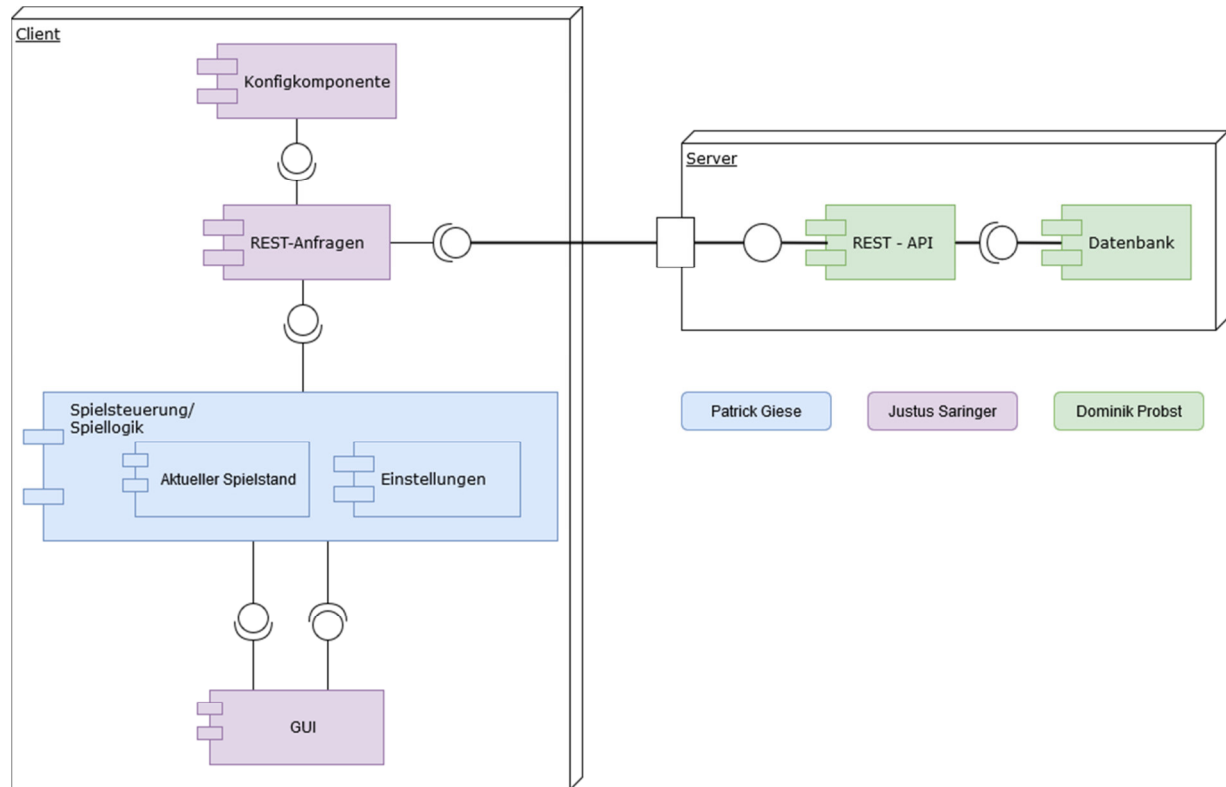 Client
Konfigkomponente
REST-Anfragen
Spielsteuerung/
Spiellogik
Aktueller Spielstand
Einstellungen
GUI
Server
REST - API
Datenbank
Patrick Giese
Justus Saringer
Dominik Probst